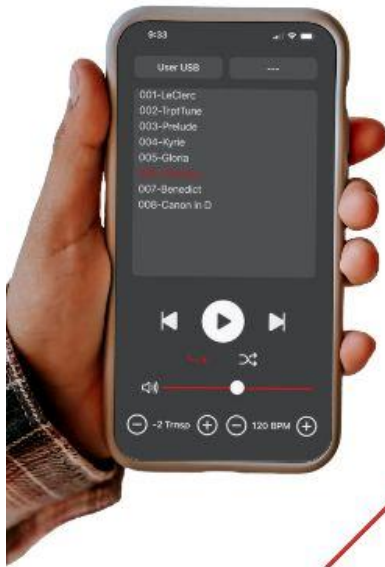 9:33
User USB
---
001-LeClerc
002-TrptTune
003-Prelude
004-Kyrie
005-Gloria
007-Benedict
008-Canon in D
-2 Trnsp
120 BPM